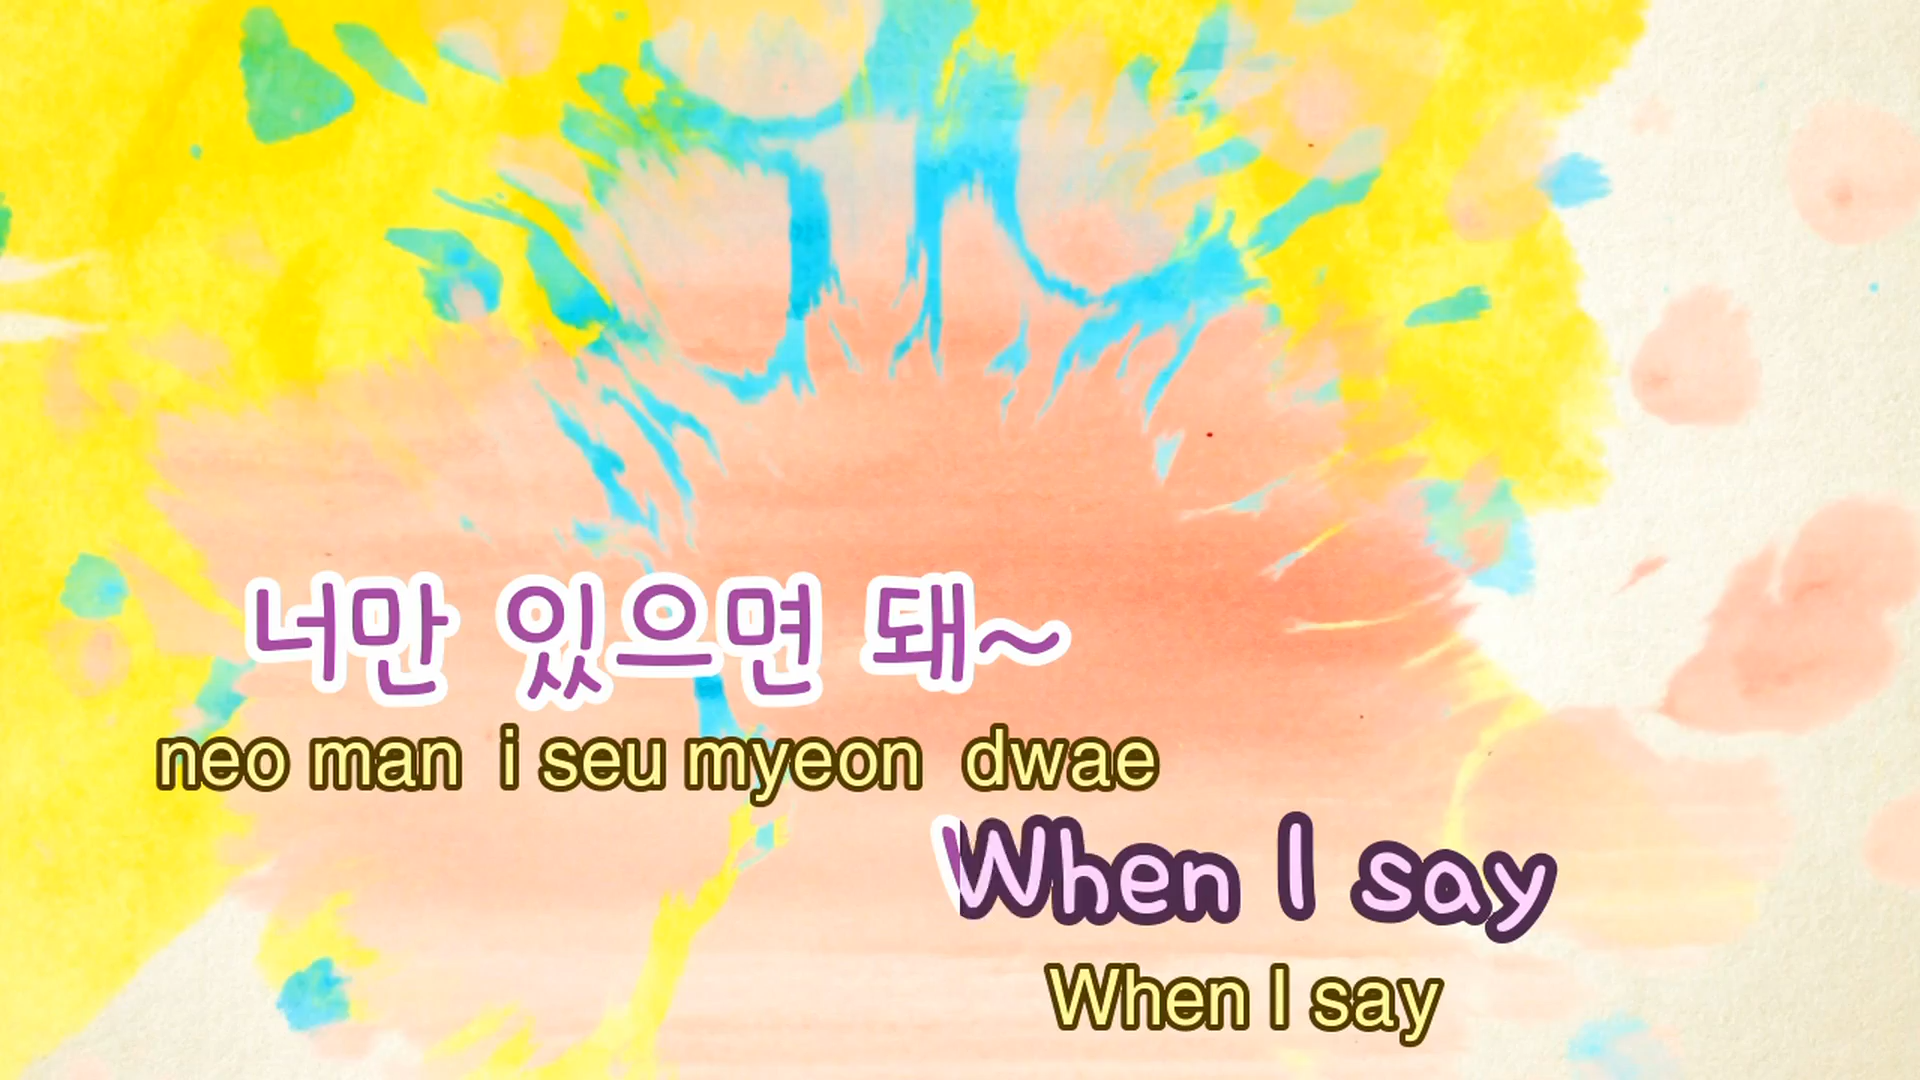 너만 있으면 돼~
neo man i seu myeon dwae
When I say
When I say